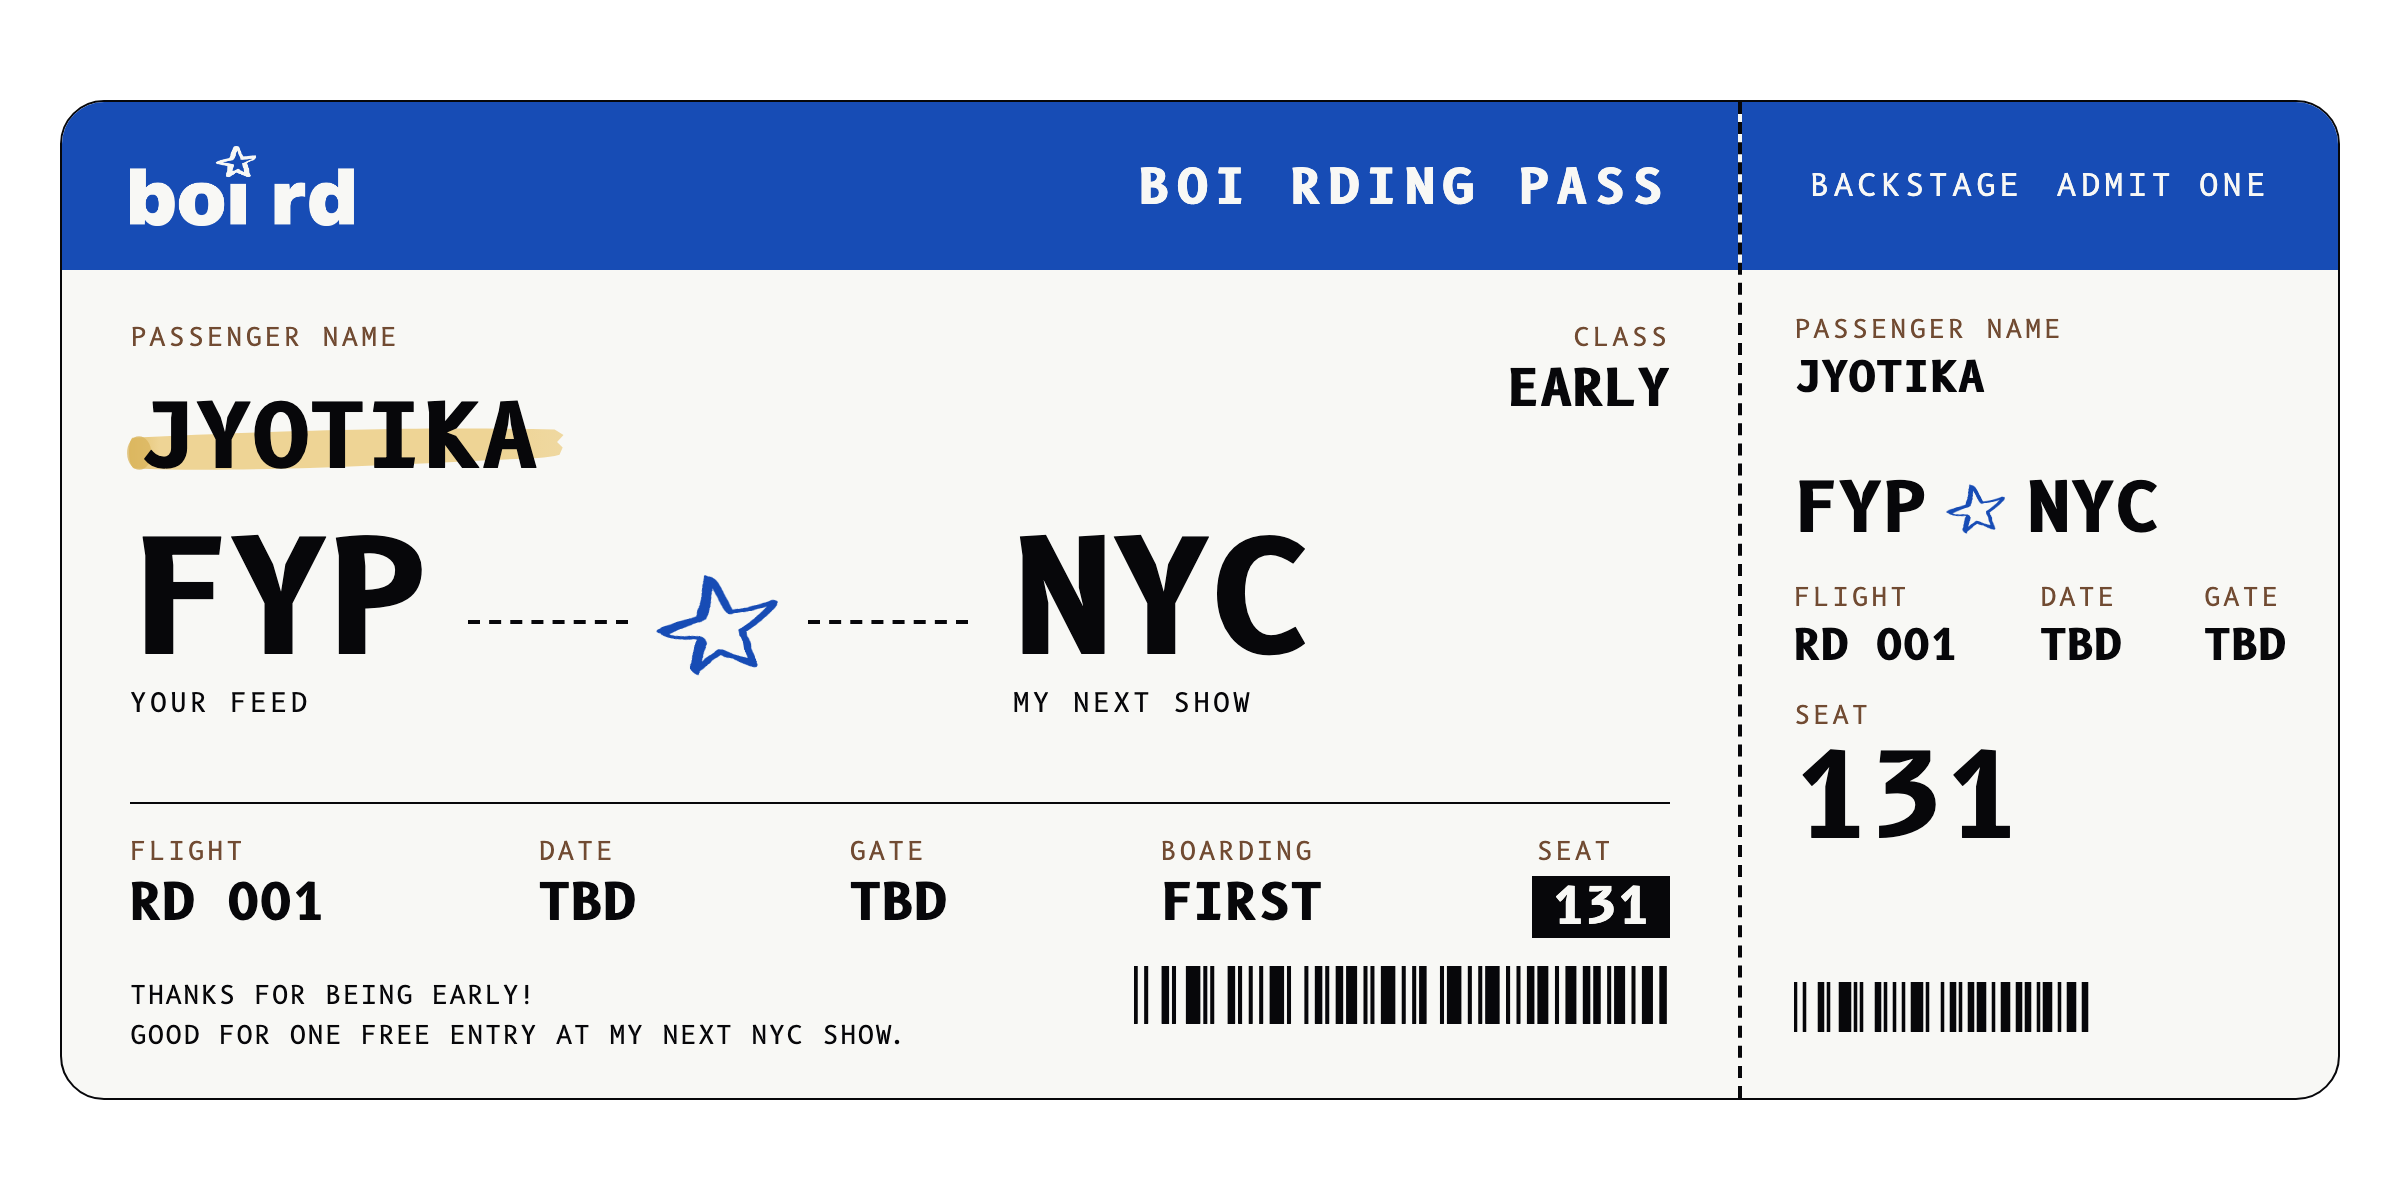 boi rd
BOI RDING PASS
PASSENGER NAME
JYOTIKA
CLASS
EARLY
FYP
NYC
YOUR FEED
MY NEXT SHOW
FLIGHT
RD 001
DATE
TBD
GATE
TBD
BOARDING
FIRST
SEAT
131
THANKS FOR BEING EARLY!
GOOD FOR ONE FREE ENTRY AT MY NEXT NYC SHOW.
BACKSTAGE ADMIT ONE
PASSENGER NAME
JYOTIKA
FYP NYC
FLIGHT
RD 001
DATE
TBD
GATE
TBD
SEAT
131